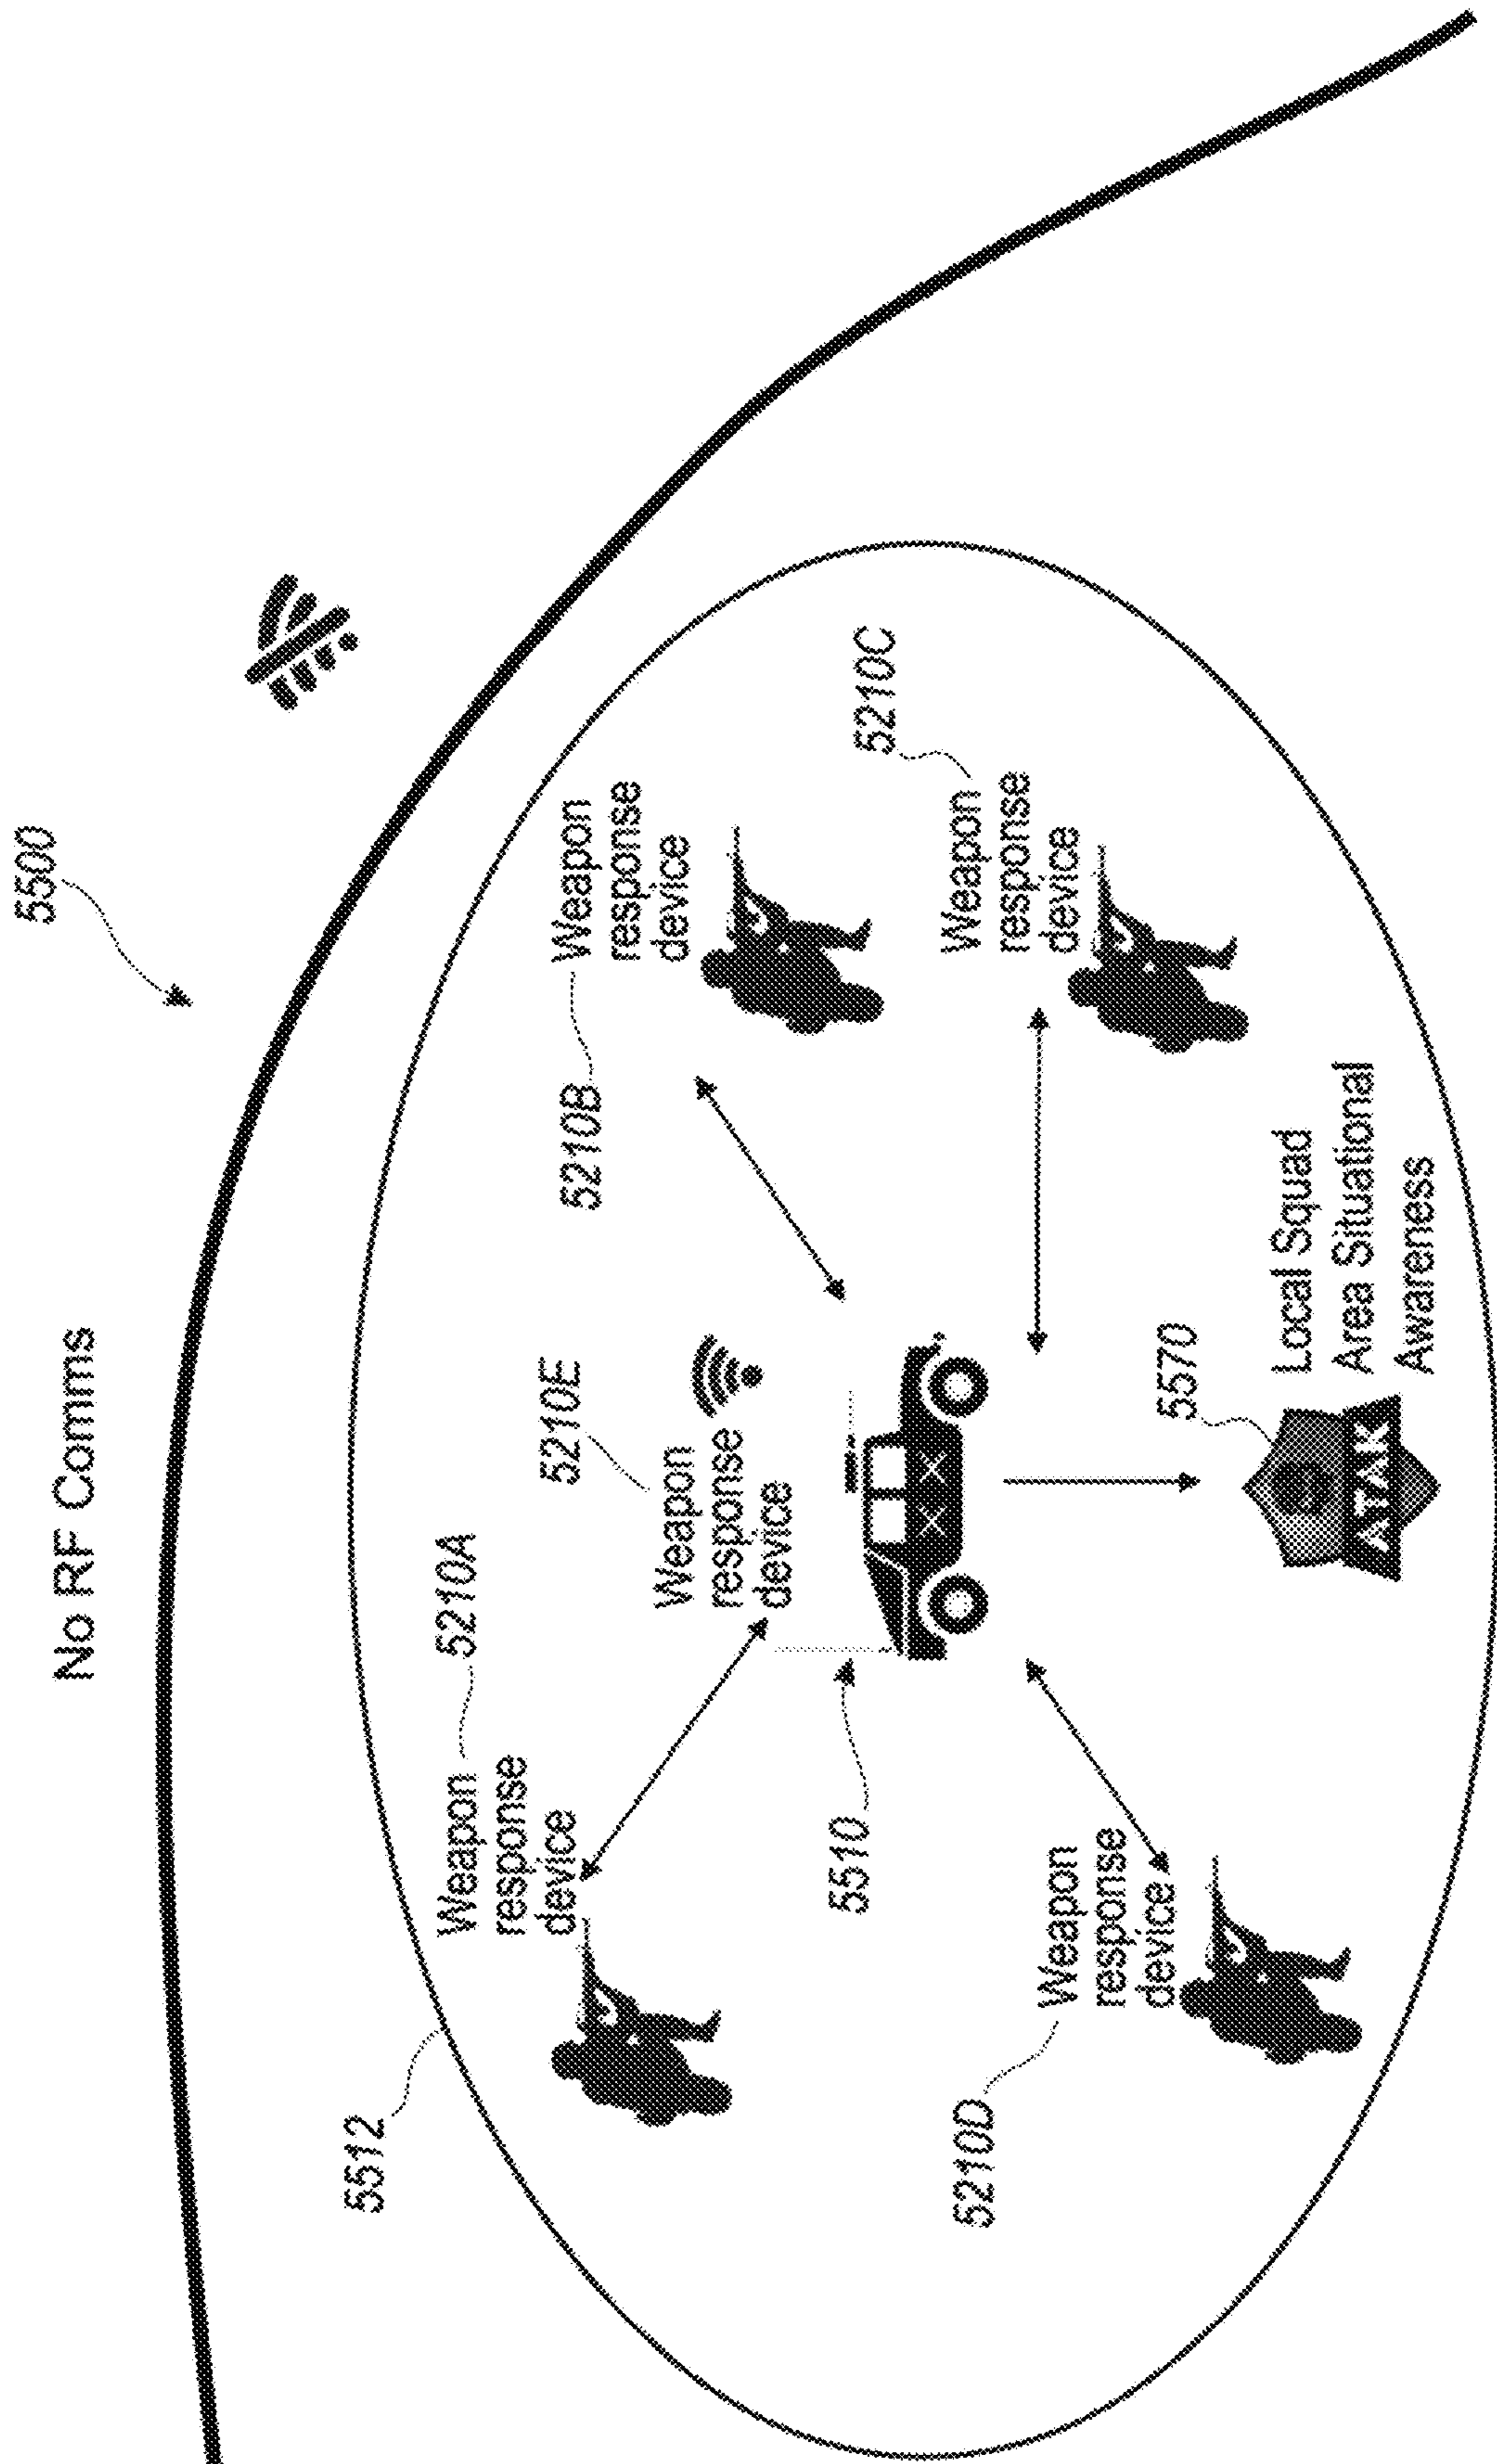 5500
No RF Comms
5512
Weapon
response
device
5210A
5210E
Weapon
response
device
5210B
Weapon
response
device
5210C
Weapon
response
device
5510
5210D
Weapon
response
device
5570
ATAK
Local Squad
Area Situational
Awareness